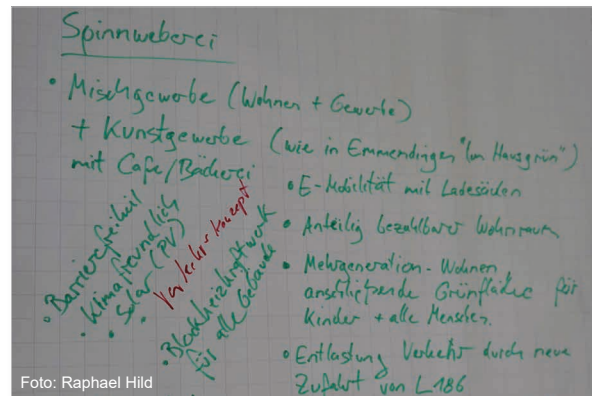 Spinnweberei
• Mischgewerbe (Wohnen + Gewerbe)
+ Kunstgewerbe (wie in Emmendingen "Im Hausgrün")
mit Cafe/Bäckerei
• Barrierefreiheit
• Klimafreundlich
• Solar (PV)
• Verkehrskonzept
• Blockheizkraftwerk
für alle Gebäude
• E-Mobilität mit Ladesäulen
• Anteilig bezahlbarer Wohnraum
• Mehrgeneration-Wohnen,
anschließende Grünfläche für
Kinder + alle Menschen.
• Entlastung Verkehr durch neue
Zufahrt von L186
Foto: Raphael Hild